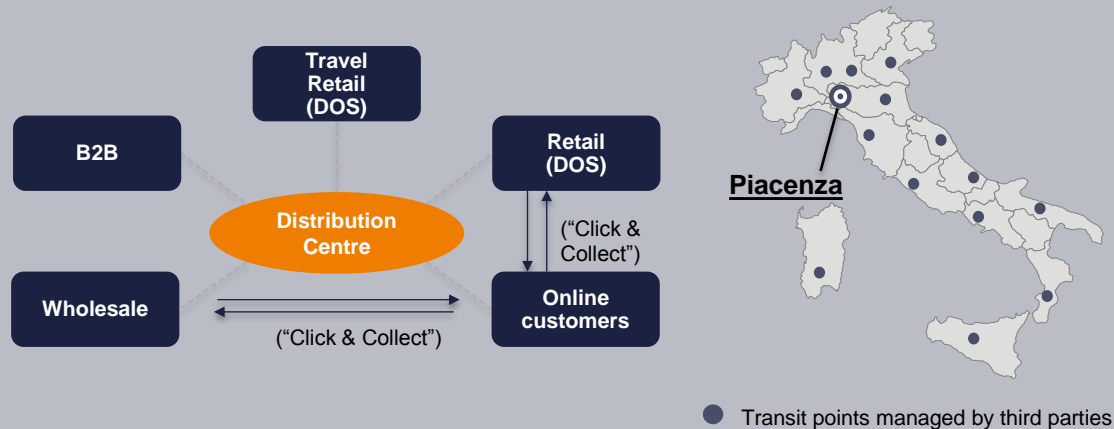 Travel
Retail
(DOS)
B2B
Retail
(DOS)
Distribution
Centre
(“Click &
Collect”)
Wholesale
Online
customers
(“Click & Collect”)
Piacenza
Transit points managed by third parties